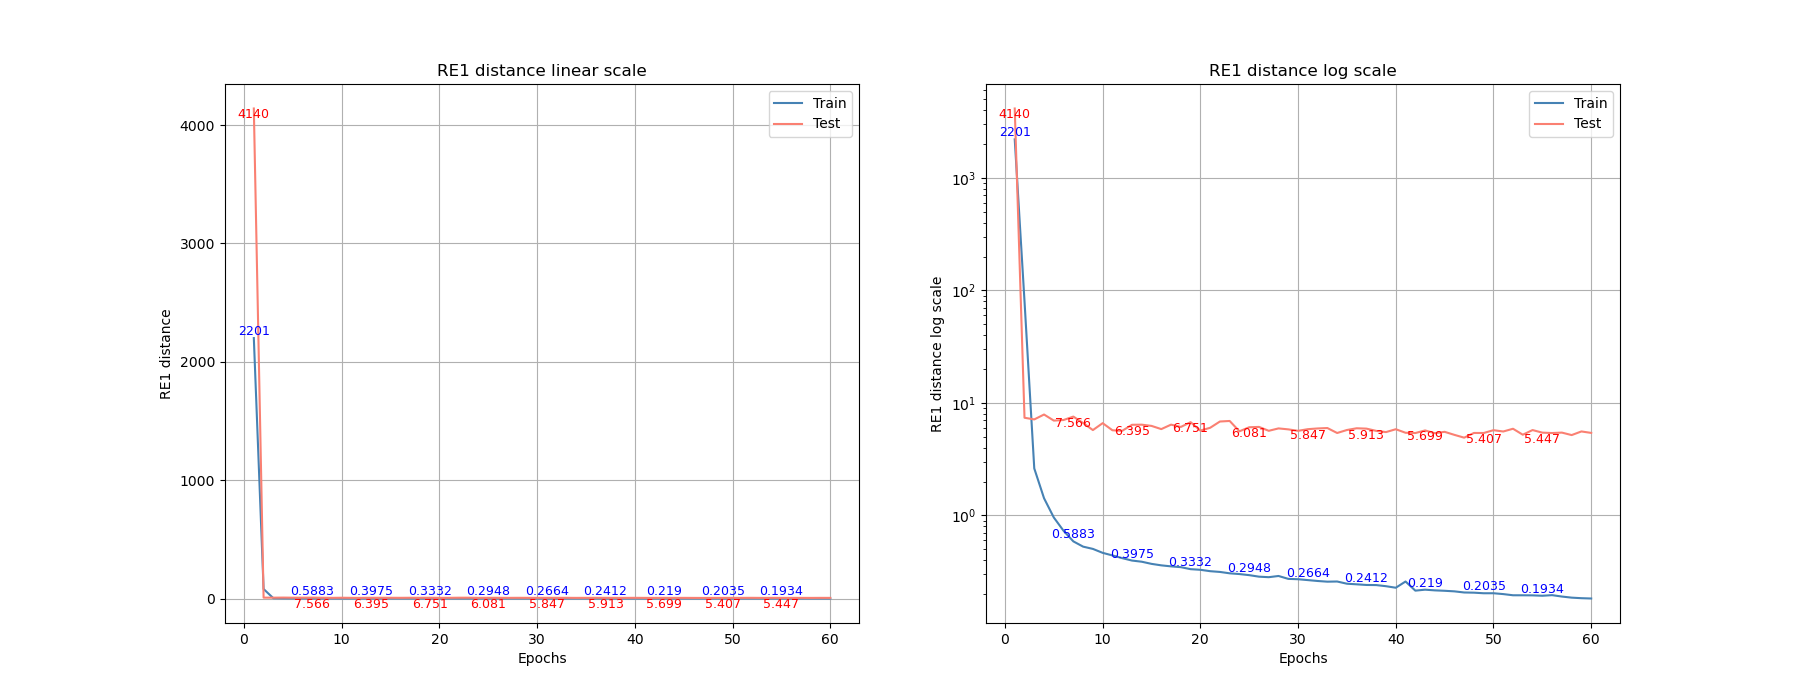 RE1 distance linear scale
RE1 distance
4000
3000
2000
1000
0
4140
2201
Train
Test
0.5883 0.3975 0.3332 0.2948 0.2664 0.2412 0.219 0.2035 0.1934
7.566 6.395 6.751 6.081 5.847 5.913 5.699 5.407 5.447
0 10 20 30 40 50 60
Epochs
RE1 distance log scale
RE1 distance log scale
10³
10²
10¹
10⁰
4140
2201
Train
Test
7.566 6.395 6.751 6.081 5.847 5.913 5.699 5.407 5.447
0.5883 0.3975 0.3332 0.2948 0.2664 0.2412 0.219 0.2035 0.1934
0 10 20 30 40 50 60
Epochs